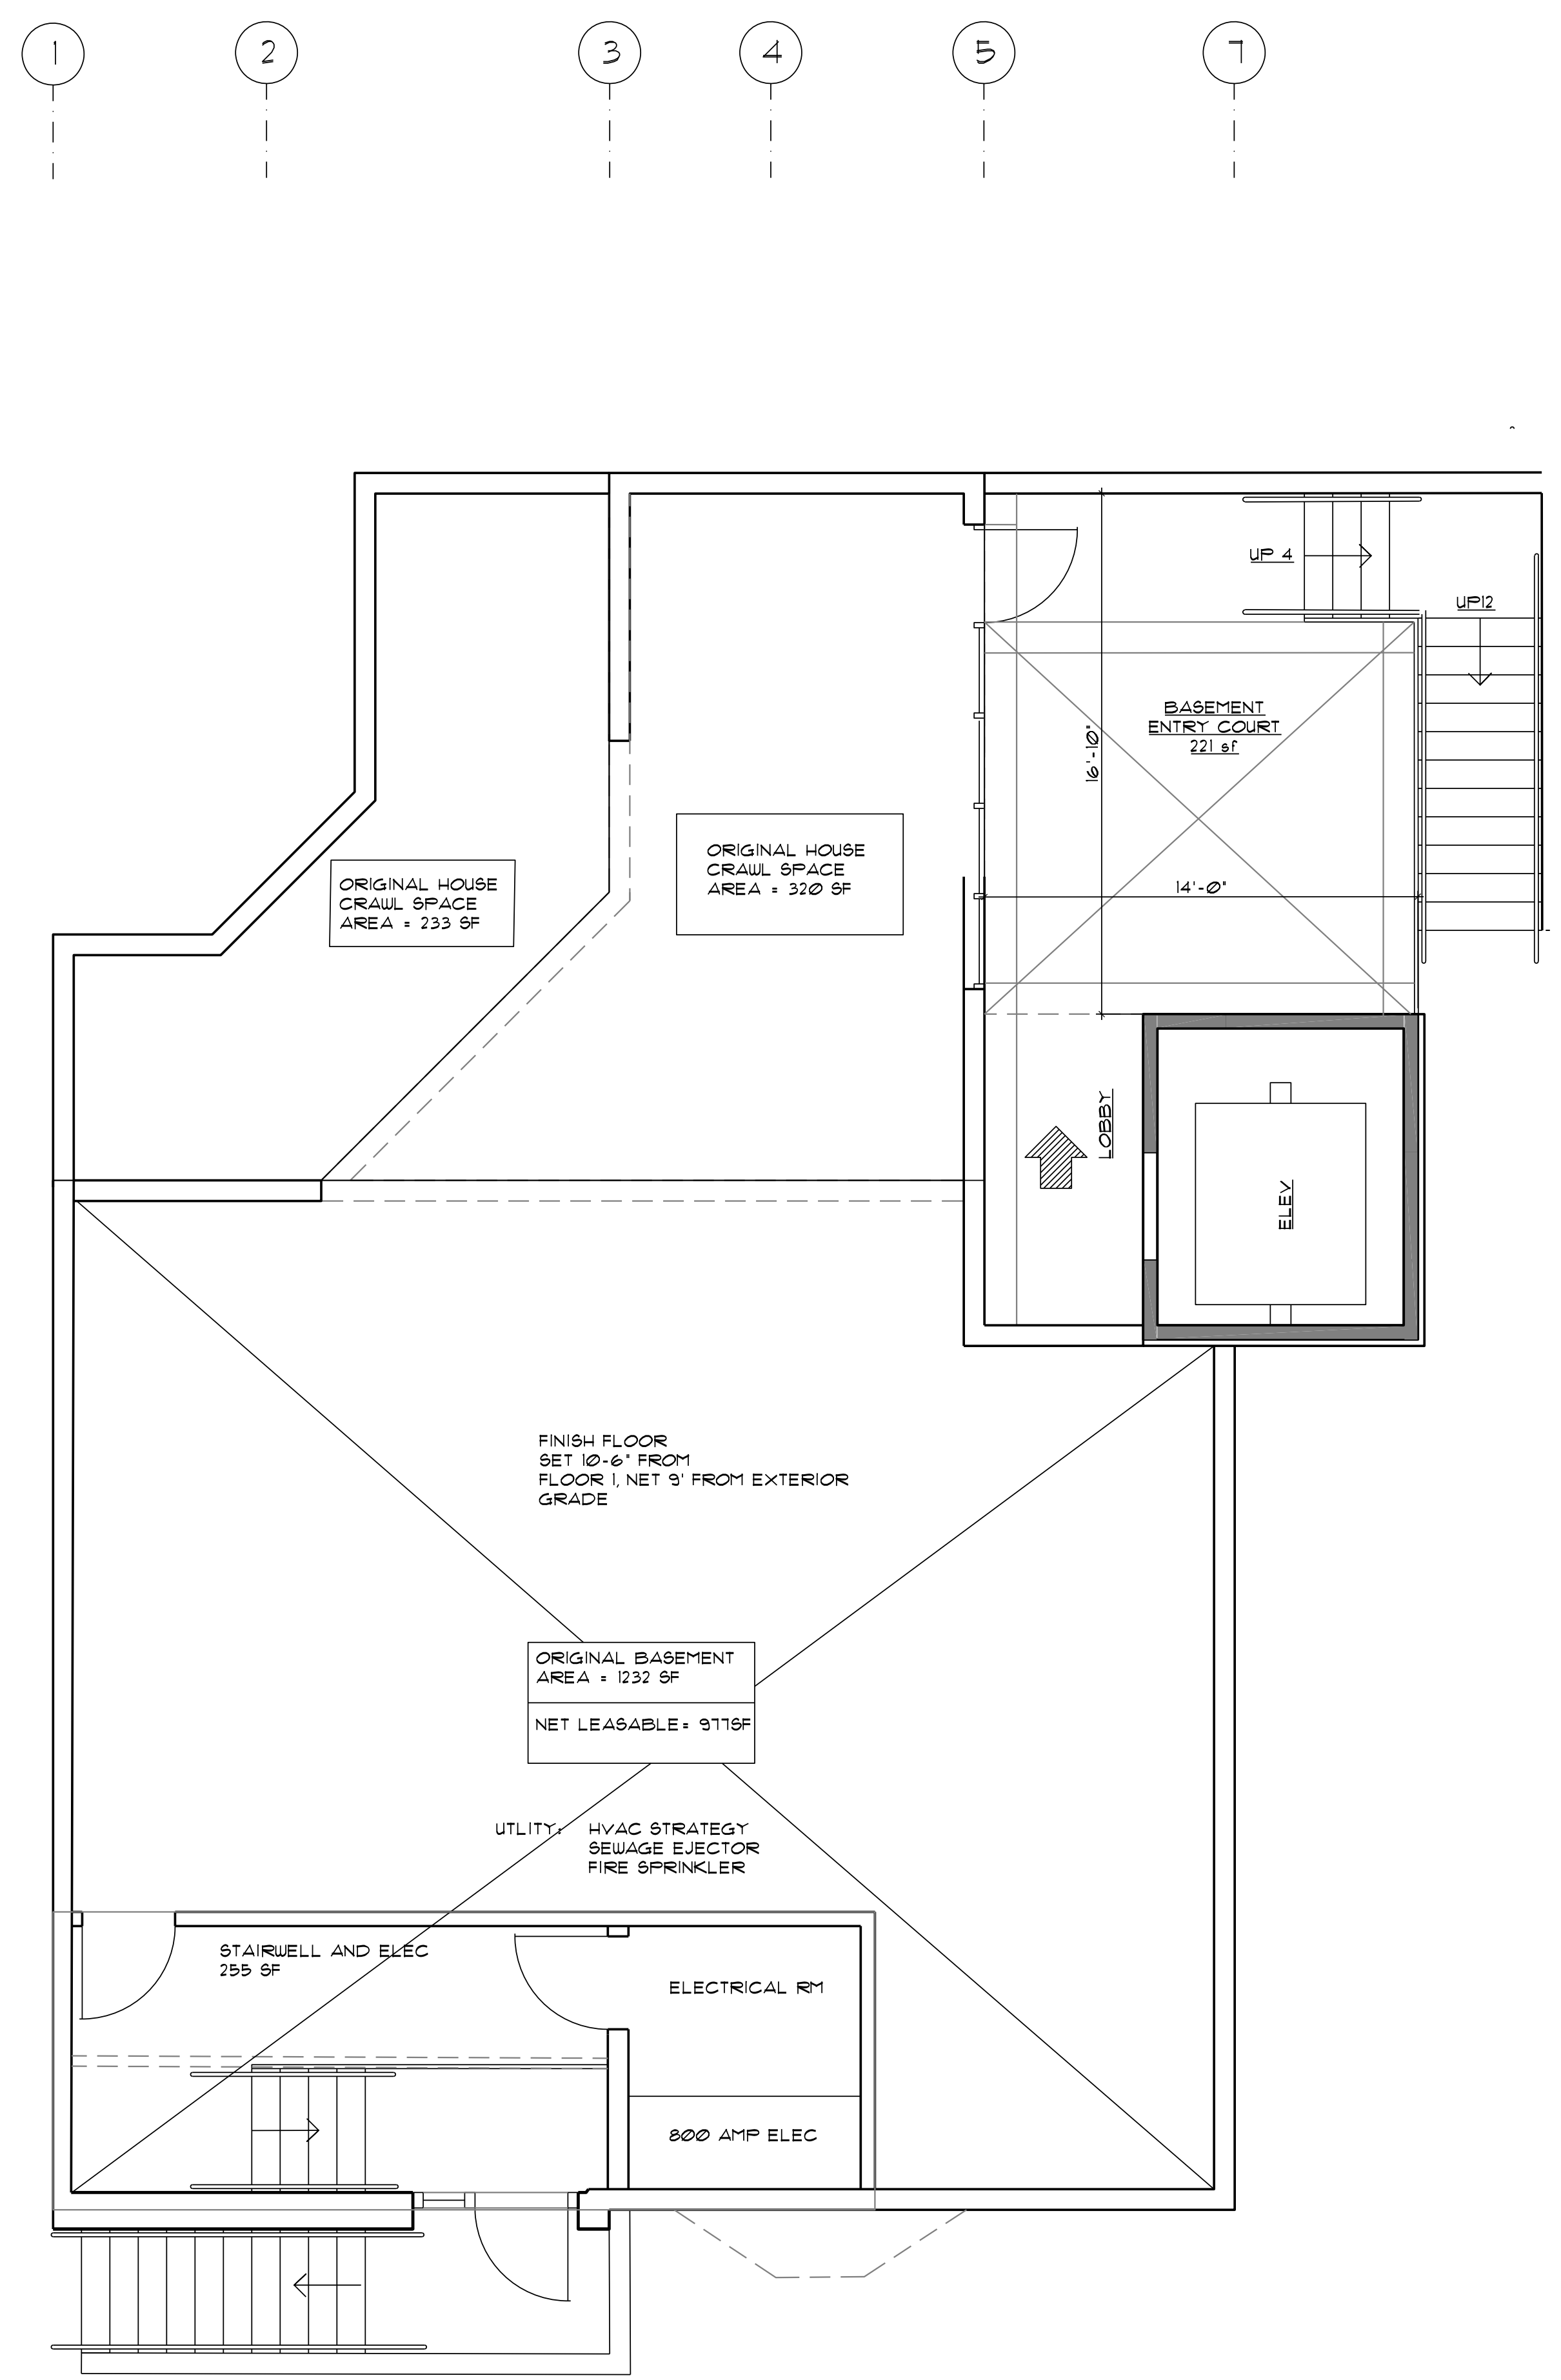 1 2 3 4 5 7
UP 4
UP12
BASEMENT
ENTRY COURT
221 sf
16'-10"
14'-0"
ORIGINAL HOUSE
CRAWL SPACE
AREA = 320 SF
ORIGINAL HOUSE
CRAWL SPACE
AREA = 233 SF
LOBBY
ELEV
FINISH FLOOR
SET 10-6" FROM
FLOOR 1, NET 9' FROM EXTERIOR
GRADE
ORIGINAL BASEMENT
AREA = 1232 SF
NET LEASABLE= 977SF
UTLITY: HVAC STRATEGY
SEWAGE EJECTOR
FIRE SPRINKLER
STAIRWELL AND ELEC
255 SF
ELECTRICAL RM
800 AMP ELEC